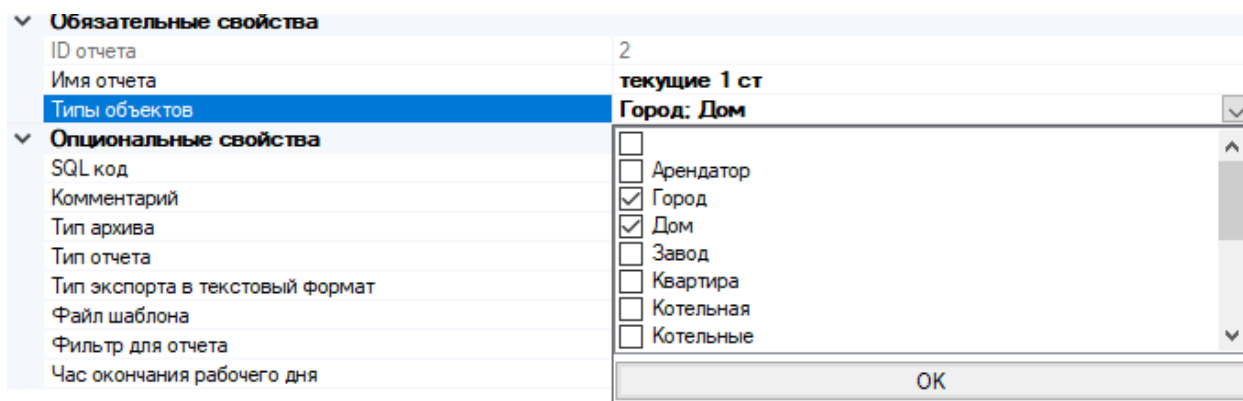 Обязательные свойства
ID отчета 2
Имя отчета текущие 1 ст
Типы объектов Город; Дом
Опциональные свойства
SQL код Арендатор
Комментарий Город
Тип архива Дом
Тип отчета Завод
Тип экспорта в текстовый формат Квартира
Файл шаблона Котельная
Фильтр для отчета Котельные
Час окончания рабочего дня OK